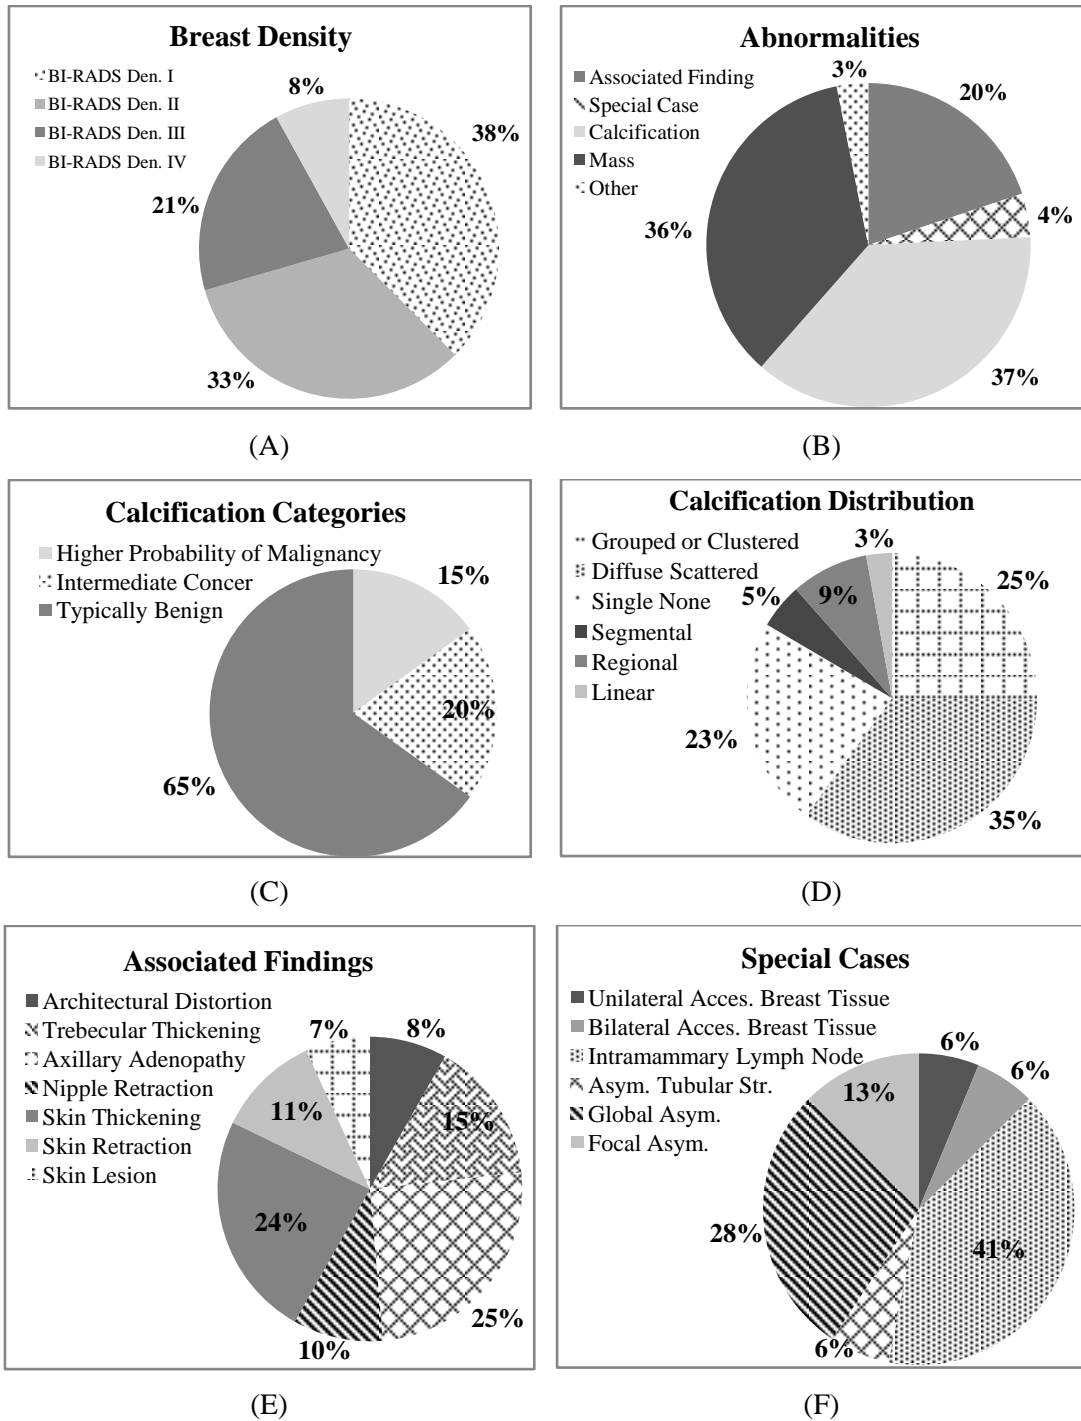 Breast Density
BI-RADS Den. I
BI-RADS Den. II
BI-RADS Den. III
BI-RADS Den. IV
8%
38%
21%
33%
(A)
Abnormalities
Associated Finding
Special Case
Calcification
Mass
Other
3%
20%
4%
36%
37%
(B)
Calcification Categories
Higher Probability of Malignancy
Intermediate Concer
Typically Benign
15%
20%
65%
(C)
Calcification Distribution
Grouped or Clustered
Diffuse Scattered
Single None
Segmental
Regional
Linear
3%
25%
5%
9%
23%
35%
(D)
Associated Findings
Architectural Distortion
Trebecular Thickening
Axillary Adenopathy
Nipple Retraction
Skin Thickening
Skin Retraction
Skin Lesion
7%
8%
15%
11%
24%
25%
10%
(E)
Special Cases
Unilateral Acces. Breast Tissue
Bilateral Acces. Breast Tissue
Intramammary Lymph Node
Asym. Tubular Str.
Global Asym.
Focal Asym.
6%
6%
13%
28%
41%
6%
(F)